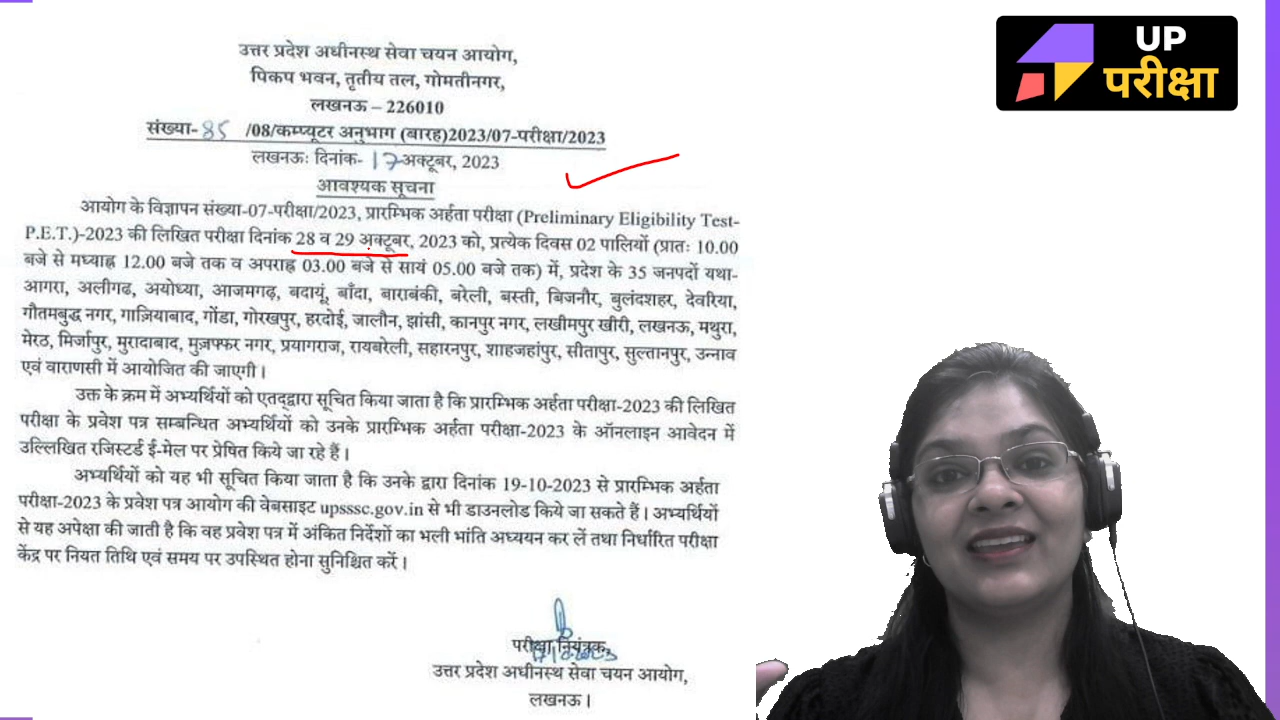 उत्तर प्रदेश अधीनस्थ सेवा चयन आयोग,
पिकप भवन, तृतीय तल, गोमतीनगर,
लखनऊ – 226010
संख्या- 85 /08/कम्प्यूटर अनुभाग (बारह)2023/07-परीक्षा/2023
लखनऊः दिनांक- 17 अक्टूबर, 2023
आवश्यक सूचना
आयोग के विज्ञापन संख्या-07-परीक्षा/2023, प्रारम्भिक अर्हता परीक्षा (Preliminary Eligibility Test-
P.E.T.)-2023 की लिखित परीक्षा दिनांक 28 व 29 अक्टूबर, 2023 को, प्रत्येक दिवस 02 पालियों (प्रातः 10.00
बजे से मध्याह्न 12.00 बजे तक व अपराह्न 03.00 बजे से सायं 05.00 बजे तक) में, प्रदेश के 35 जनपदों यथा-
आगरा, अलीगढ, अयोध्या, आजमगढ़, बदायूं, बाँदा, बाराबंकी, बरेली, बस्ती, बिजनौर, बुलंदशहर, देवरिया,
गौतमबुद्ध नगर, गाज़ियाबाद, गोंडा, गोरखपुर, हरदोई, जालौन, झांसी, कानपुर नगर, लखीमपुर खीरी, लखनऊ, मथुरा,
मेरठ, मिर्जापुर, मुरादाबाद, मुज़फ्फर नगर, प्रयागराज, रायबरेली, सहारनपुर, शाहजहांपुर, सीतापुर, सुल्तानपुर, उन्नाव
एवं वाराणसी में आयोजित की जाएगी।
उक्त के क्रम में अभ्यर्थियों को एतद्द्वारा सूचित किया जाता है कि प्रारम्भिक अर्हता परीक्षा-2023 की लिखित
परीक्षा के प्रवेश पत्र सम्बन्धित अभ्यर्थियों को उनके प्रारम्भिक अर्हता परीक्षा-2023 के ऑनलाइन आवेदन में
उल्लिखित रजिस्टर्ड ई-मेल पर प्रेषित किये जा रहे हैं।
अभ्यर्थियों को यह भी सूचित किया जाता है कि उनके द्वारा दिनांक 19-10-2023 से प्रारम्भिक अर्हता
परीक्षा-2023 के प्रवेश पत्र आयोग की वेबसाइट upsssc.gov.in से भी डाउनलोड किये जा सकते हैं। अभ्यर्थियों
से यह अपेक्षा की जाती है कि वह प्रवेश पत्र में अंकित निर्देशों का भली भांति अध्ययन कर लें तथा निर्धारित परीक्षा
केंद्र पर नियत तिथि एवं समय पर उपस्थित होना सुनिश्चित करें।
परीक्षा नियंत्रक,
उत्तर प्रदेश अधीनस्थ सेवा चयन आयोग,
लखनऊ।
UP
परीक्षा